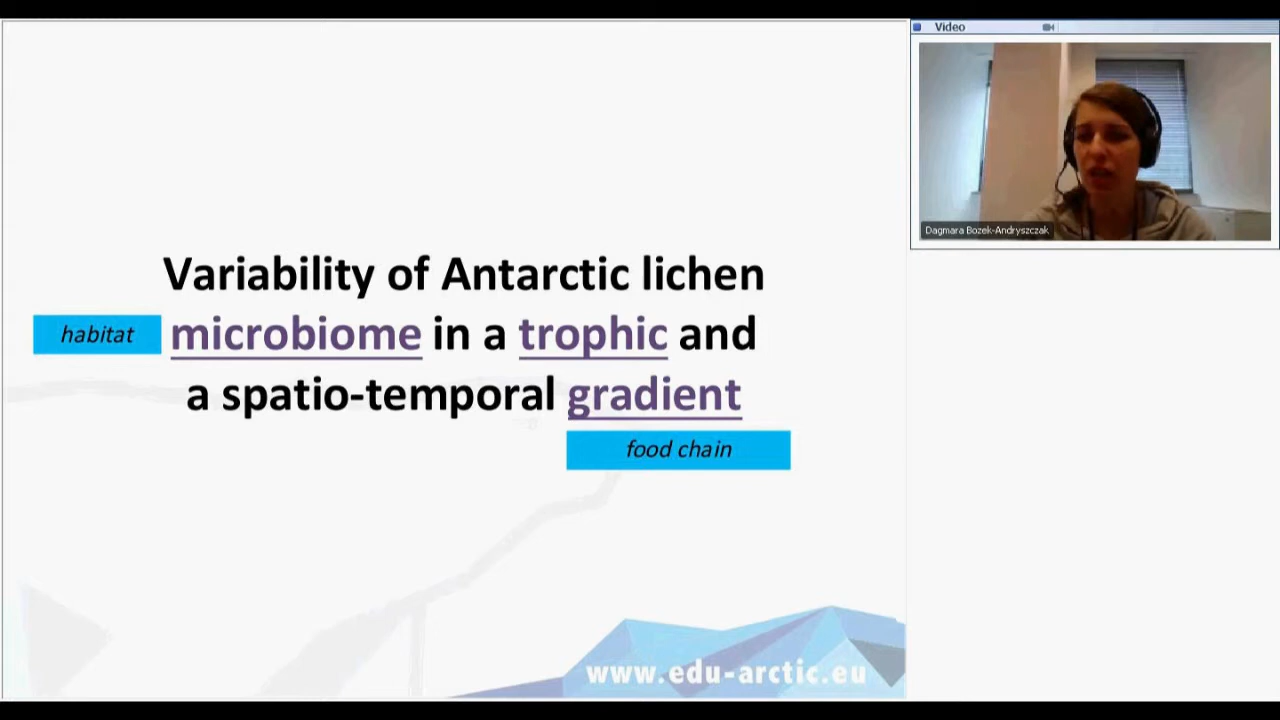 Variability of Antarctic lichen
habitat
microbiome in a trophic and
a spatio-temporal gradient
food chain
www.edu-arctic.eu
Video
Dagmara Bozek-Andryszczak